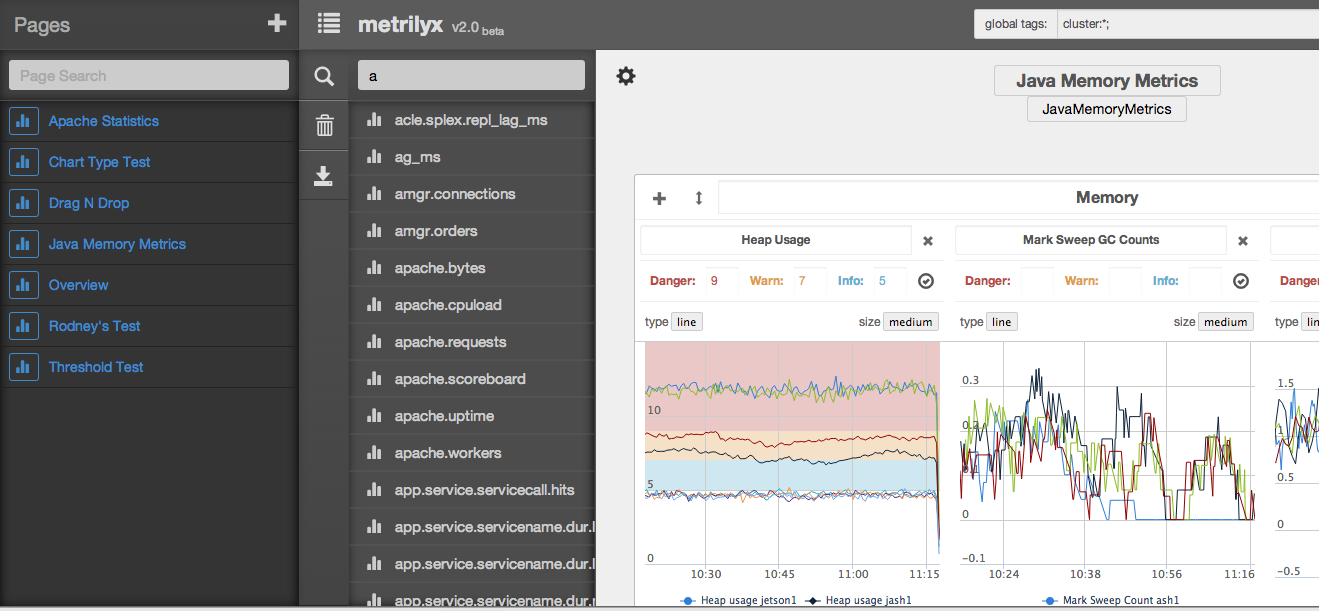 Pages
metrilyx v2.0 beta
global tags: cluster:*;
Page Search
a
Java Memory Metrics
JavaMemoryMetrics
Apache Statistics
Chart Type Test
Drag N Drop
Java Memory Metrics
Overview
Rodney's Test
Threshold Test
acle.splex.repl_lag_ms
ag_ms
amgr.connections
amgr.orders
apache.bytes
apache.cpuload
apache.requests
apache.scoreboard
apache.uptime
apache.workers
app.service.servicecall.hits
app.service.servicename.dur.
app.service.servicename.dur.
app.service.servicename.dur.
Memory
Heap Usage
Danger: 9 Warn: 7 Info: 5
type line size medium
10
5
0
10:30 10:45 11:00 11:15
Heap usage jetson1 Heap usage jash1
Mark Sweep GC Counts
Danger: Warn: Info:
type line size medium
0.3
0.2
0.1
0
-0.1
10:24 10:38 10:56 11:16
Mark Sweep Count ash1
Danger
type
1.5
1
0.5
0
-0.5